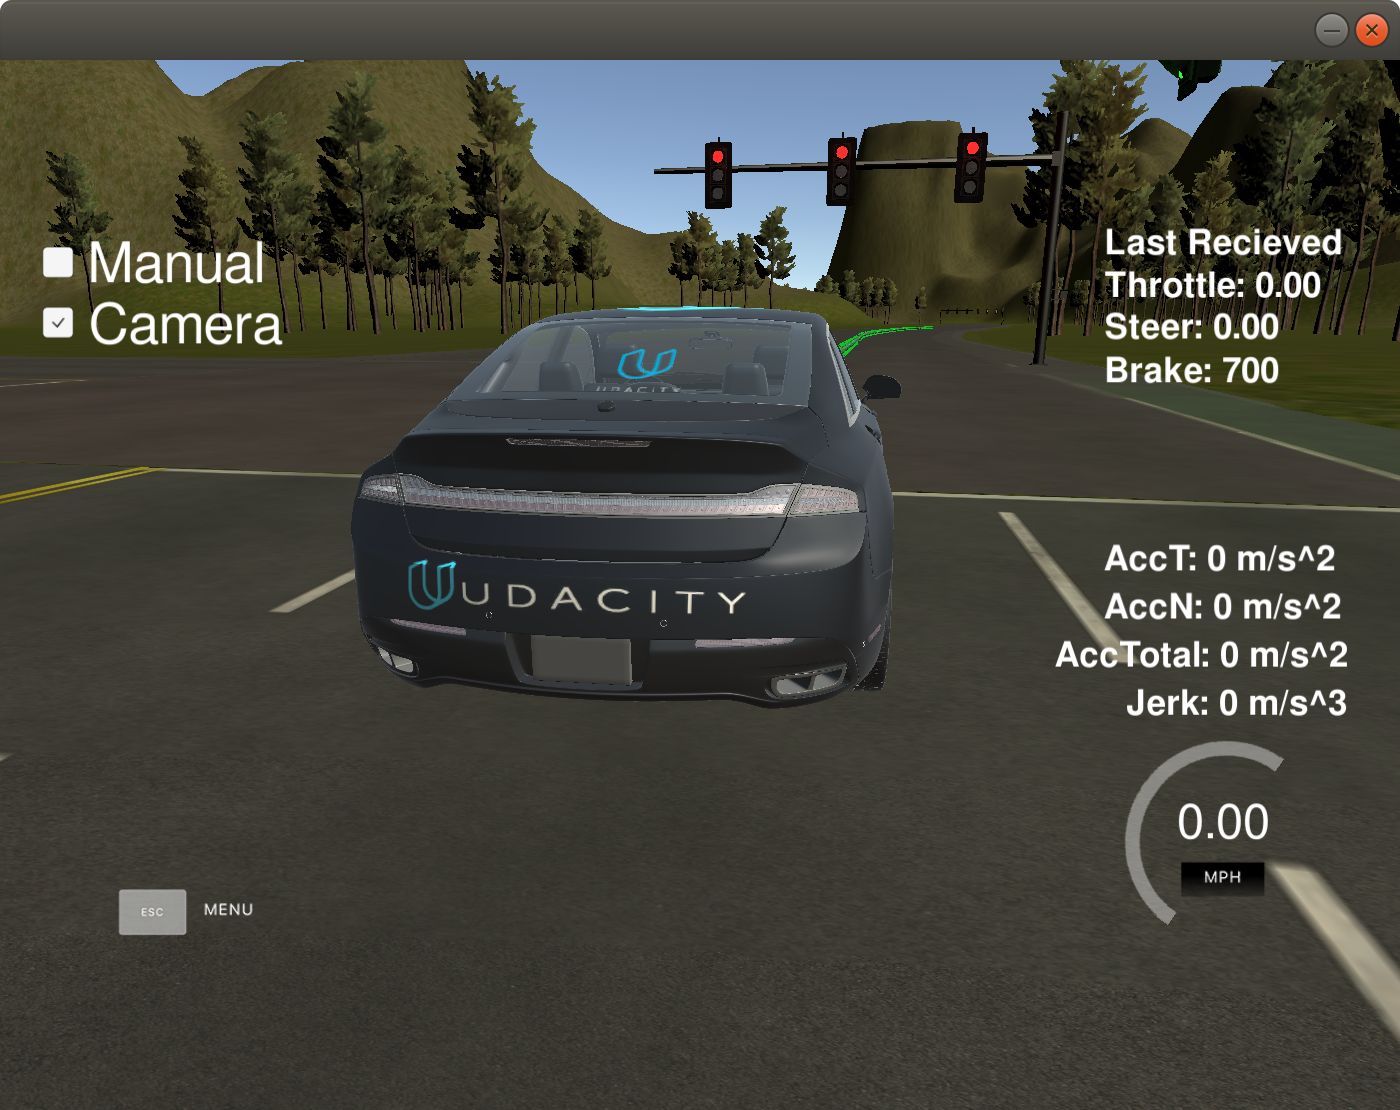 Manual
Camera
Last Recieved
Throttle: 0.00
Steer: 0.00
Brake: 700
UDACITY
UDACITY
AccT: 0 m/s^2
AccN: 0 m/s^2
AccTotal: 0 m/s^2
Jerk: 0 m/s^3
0.00
MPH
ESC MENU